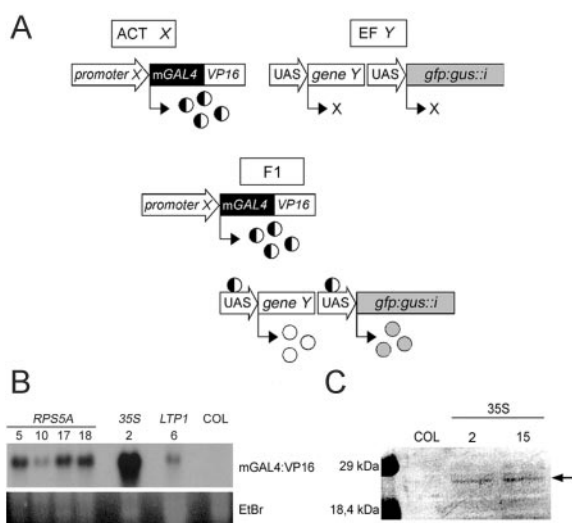 A
ACT X EF Y
promoter X mGAL4 VP16 UAS gene Y UAS gfp:gus::i
X X
F1
promoter X mGAL4 VP16
UAS gene Y UAS gfp:gus::i
B
RPS5A 35S LTP1 COL
5 10 17 18 2 6
mGAL4:VP16
EtBr
C
35S
COL 2 15
29 kDa
18,4 kDa